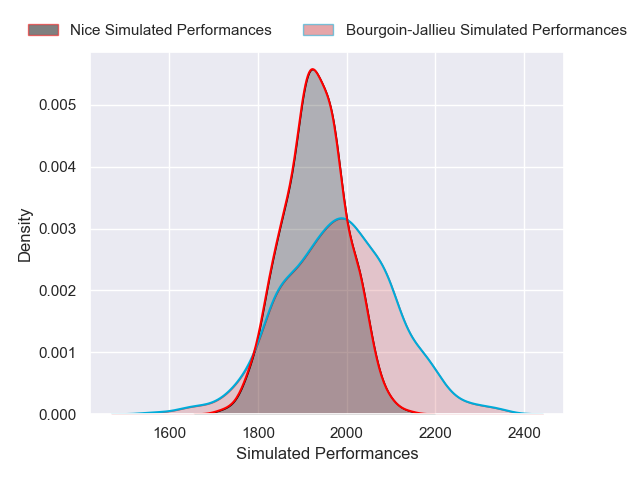 Nice Simulated Performances Bourgoin-Jallieu Simulated Performances
0.005
0.004
0.003
0.002
0.001
0.000
Density
1600 1800 2000 2200 2400
Simulated Performances